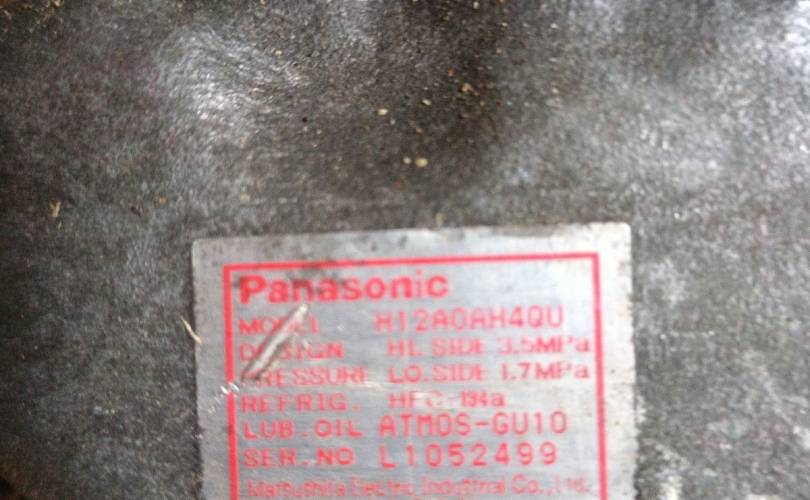 Panasonic
MODEL H12A0AH4QU
DESIGN HI. SIDE 3.5MPa
PRESSURE LO. SIDE 1.7MPa
REFRIG. HFC-134a
LUB. OIL ATMOS-GU10
SER. NO L1052499
Matsushita Electric Industrial Co., Ltd.